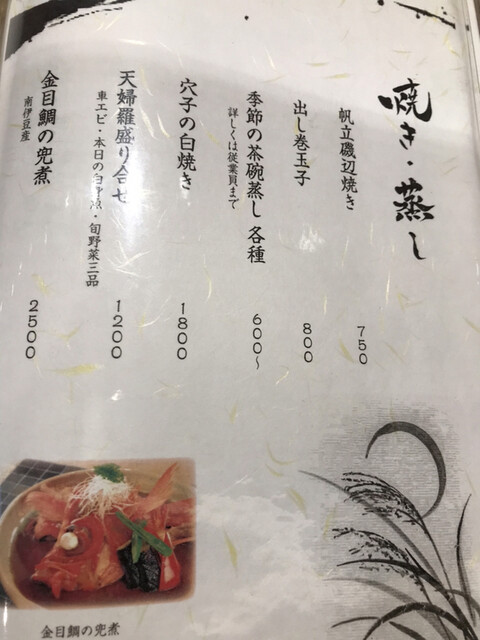 焼き・蒸し
帆立磯辺焼き 750
出し巻玉子 800
季節の茶碗蒸し 各種 600~
詳しくは従業員まで
穴子の白焼き 1800
天婦羅盛り合せ 1200
車エビ・本日の白身魚・旬野菜三品
金目鯛の兜煮 2500
南伊豆産
金目鯛の兜煮